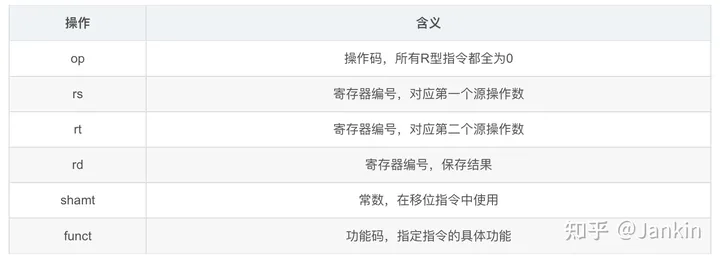 操作 含义
op 操作码，所有R型指令都全为0
rs 寄存器编号，对应第一个源操作数
rt 寄存器编号，对应第二个源操作数
rd 寄存器编号，保存结果
shamt 常数，在移位指令中使用
funct 功能码，指定指令的具体功能
知乎 @Jankin